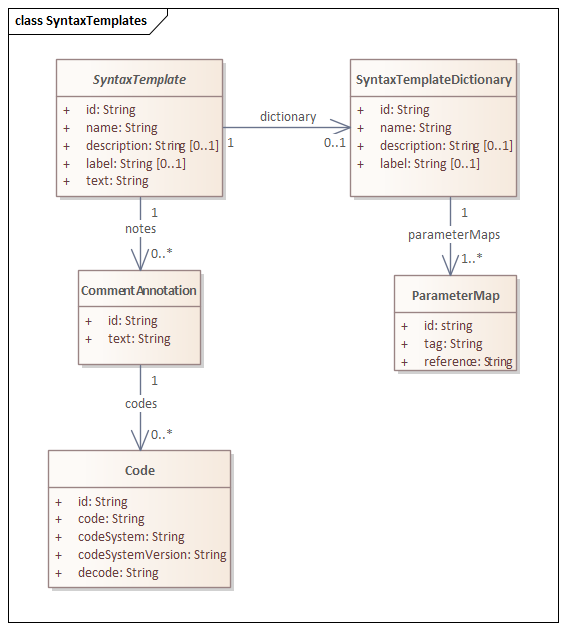 class SyntaxTemplates
SyntaxTemplate
+ id: String
+ name: String
+ description: String [0..1]
+ label: String [0..1]
+ text: String
dictionary
1
0..1
SyntaxTemplateDictionary
+ id: String
+ name: String
+ description: String [0..1]
+ label: String [0..1]
1
notes
0..*
1
parameterMaps
1..*
CommentAnnotation
+ id: String
+ text: String
ParameterMap
+ id: string
+ tag: String
+ reference: String
1
codes
0..*
Code
+ id: String
+ code: String
+ codeSystem: String
+ codeSystemVersion: String
+ decode: String